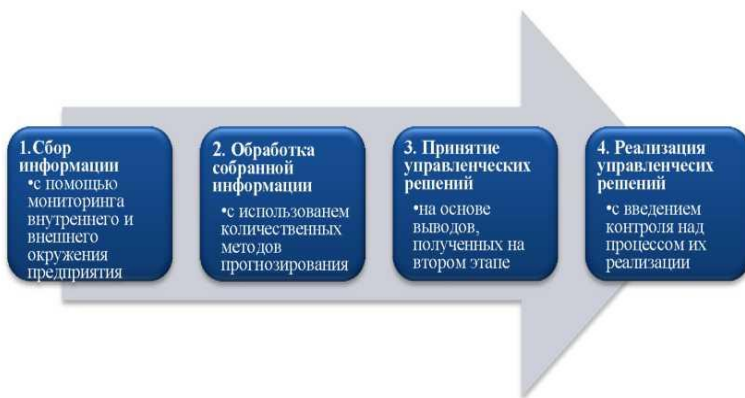 1.Сбор
информации
•с помощью
мониторинга
внутреннего и
внешнего
окружения
предприятия
2. Обработка
собранной
информации
•с использованем
количественных
методов
прогнозирования
3. Принятие
управленческих
решений
•на основе
выводов,
полученных на
втором этапе
4. Реализация
управленчесих
решений
•с введением
контроля над
процессом их
реализации